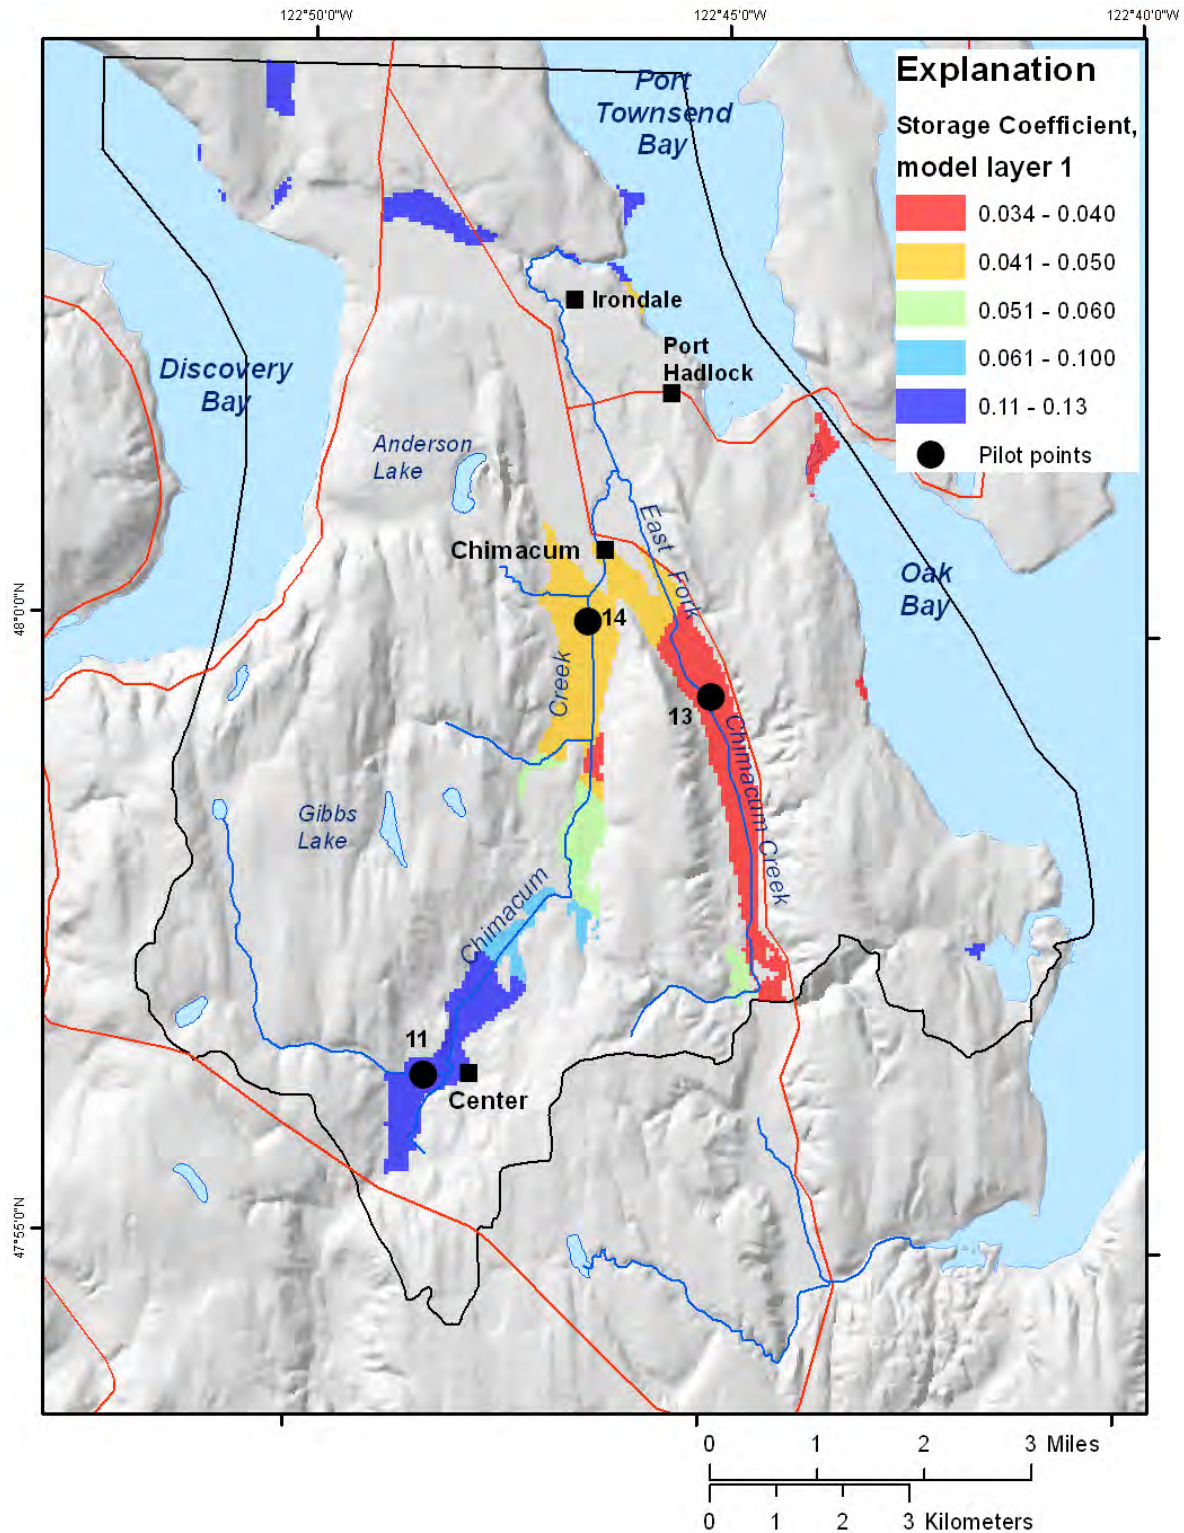 122°50'0"W
122°45'0"W
122°40'0"W
Explanation
Storage Coefficient,
model layer 1
0.034 - 0.040
0.041 - 0.050
0.051 - 0.060
0.061 - 0.100
0.11 - 0.13
Pilot points
Port
Townsend
Bay
Irondale
Port
Hadlock
Discovery
Bay
Anderson
Lake
East Fork
Chimacum
Oak
Bay
48°0'0"N
14
Creek
13
Chimacum Creek
Gibbs
Lake
Chimacum
11
Center
47°55'0"N
0 1 2 3 Miles
0 1 2 3 Kilometers